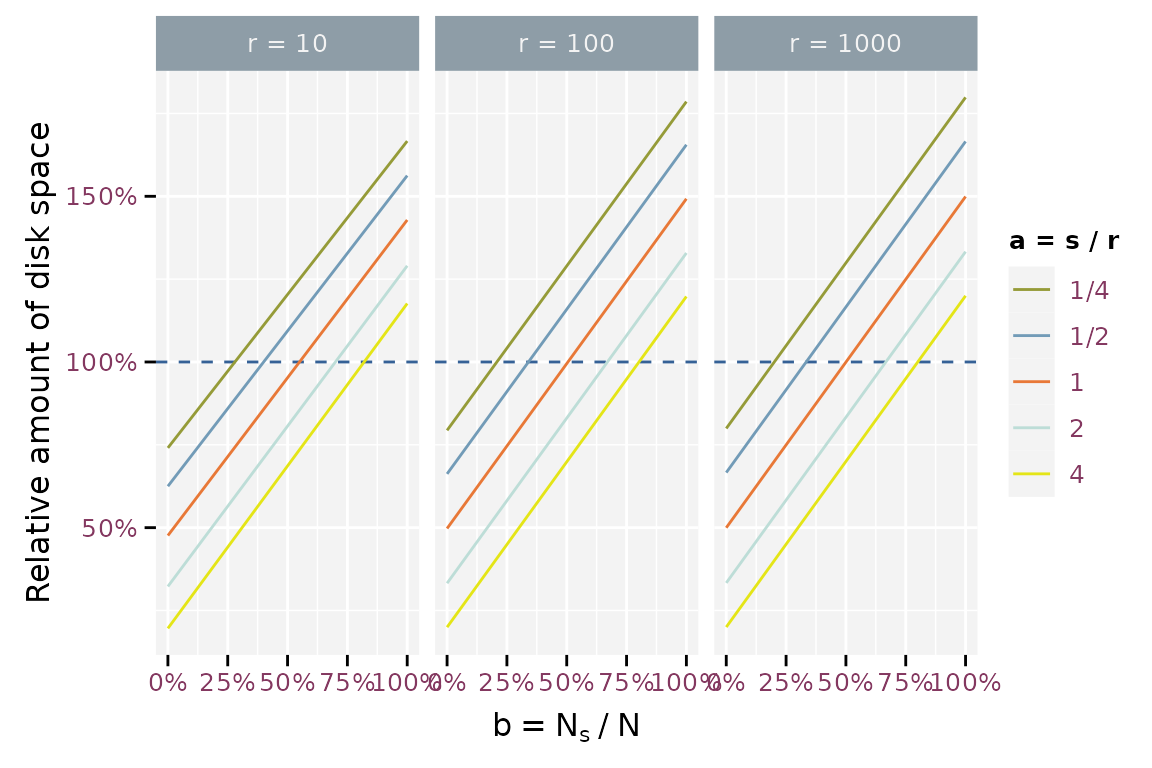 r = 10
r = 100
r = 1000
Relative amount of disk space
150%
100%
50%
0% 25% 50% 75% 100%
0% 25% 50% 75% 100%
0% 25% 50% 75% 100%
b = Ns / N
a = s / r
1/4
1/2
1
2
4